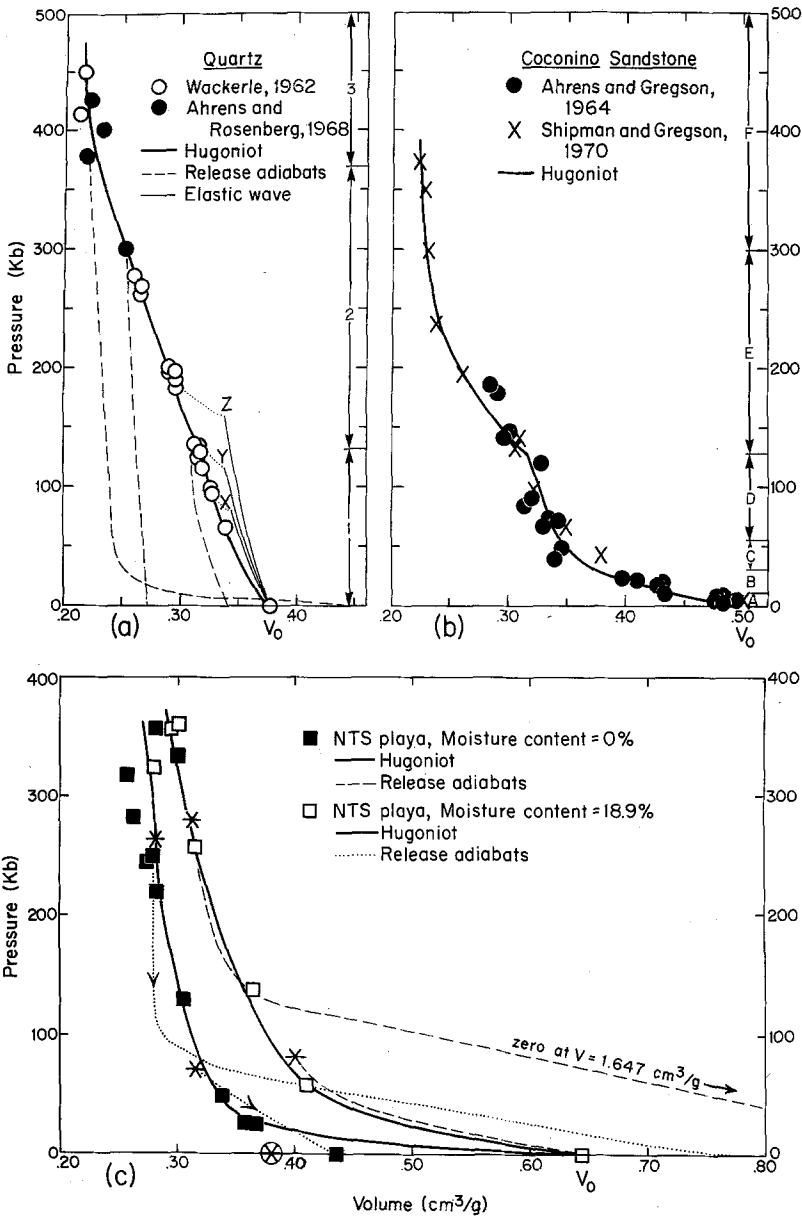 500
400
300
200
100
0
Pressure (Kb)
Quartz
Wackerle, 1962
Ahrens and
Rosenberg, 1968
Hugoniot
Release adiabats
Elastic wave
Z
Y
X
3
2
1
.20
.30
.40
V₀
(a)
500
400
300
200
100
0
Coconino Sandstone
Ahrens and Gregson,
1964
Shipman and Gregson,
1970
Hugoniot
F
E
D
C
B
A
.20
.30
.40
.50
V₀
(b)
400
300
200
100
0
Pressure (Kb)
NTS playa, Moisture content = 0%
Hugoniot
Release adiabats
NTS playa, Moisture content = 18.9%
Hugoniot
Release adiabats
zero at V = 1.647 cm³/g
400
300
200
100
0
.20
.30
.40
.50
.60
.70
.80
V₀
(c)
Volume (cm³/g)